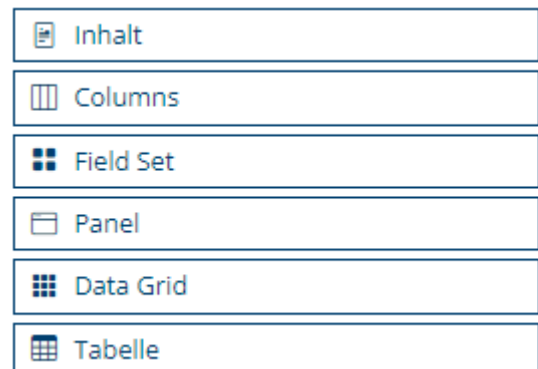 Inhalt
Columns
Field Set
Panel
Data Grid
Tabelle